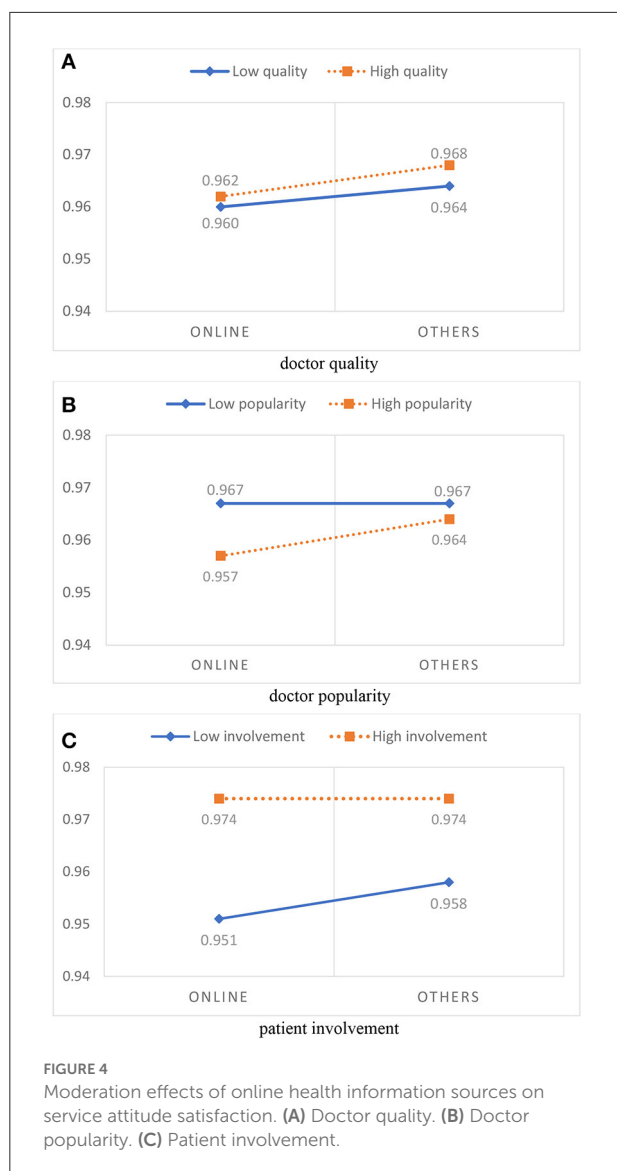 A
Low quality High quality
0.98
0.97
0.96
0.95
0.94
0.962
0.960
0.968
0.964
ONLINE OTHERS
doctor quality
B
Low popularity High popularity
0.98
0.97
0.96
0.95
0.94
0.967
0.967
0.957
0.964
ONLINE OTHERS
doctor popularity
C
Low involvement High involvement
0.98
0.97
0.96
0.95
0.94
0.974
0.974
0.951
0.958
ONLINE OTHERS
patient involvement
FIGURE 4
Moderation effects of online health information sources on
service attitude satisfaction. (A) Doctor quality. (B) Doctor
popularity. (C) Patient involvement.